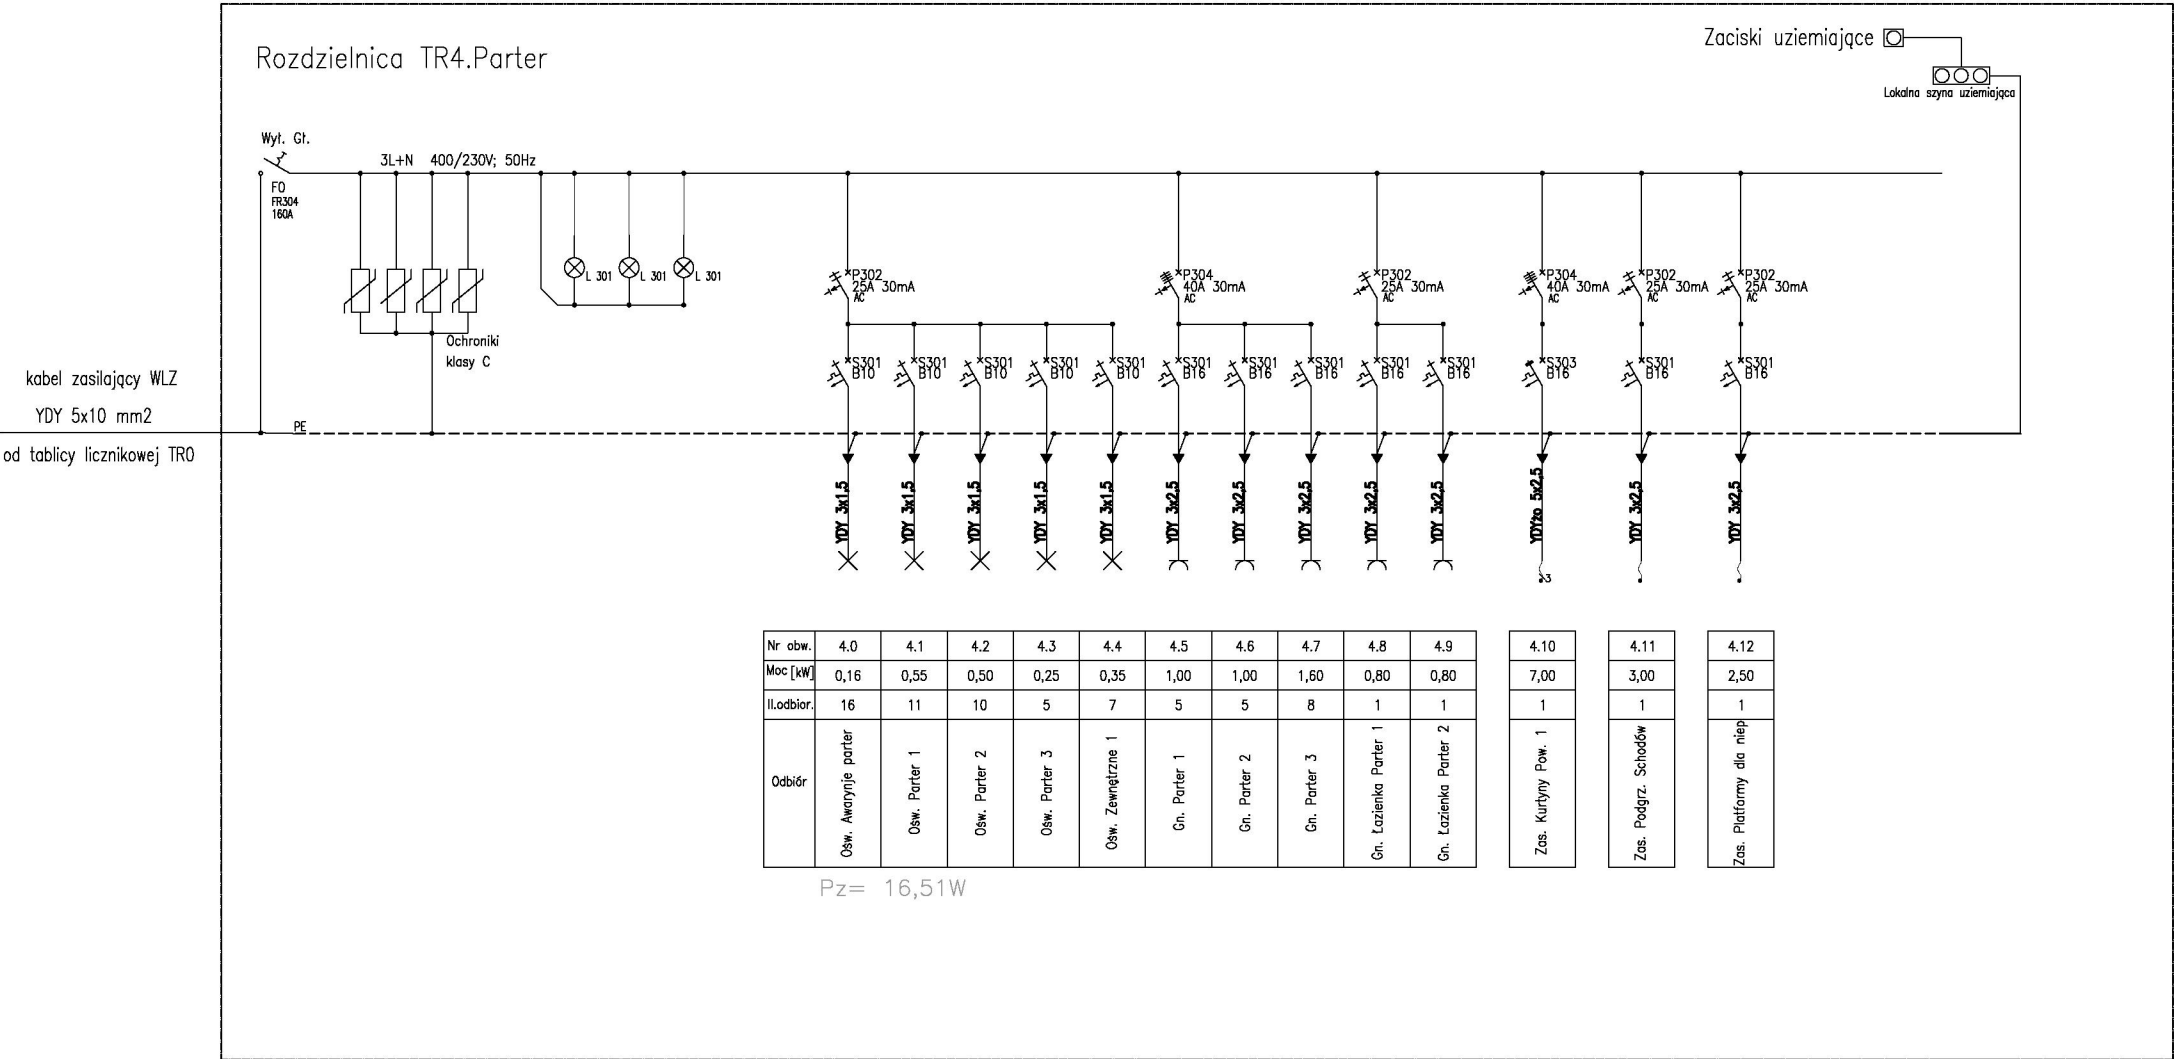 Rozdzielnica TR4.Parter
Zaciski uziemiające
Lokalna szyna uziemiająca
Wył. Gł.
3L+N 400/230V; 50Hz
F0
FR304
160A
L 301
L 301
L 301
Ochroniki
klasy C
P302
25A 30mA
AC
P304
40A 30mA
AC
P302
25A 30mA
AC
P304
40A 30mA
AC
P302
25A 30mA
AC
P302
25A 30mA
AC
S301
B10
S301
B10
S301
B10
S301
B10
S301
B10
S301
B16
S301
B16
S301
B16
S301
B16
S301
B16
S303
B16
S301
B16
S301
B16
kabel zasilający WLZ
YDY 5x10 mm2
od tablicy licznikowej TR0
PE
YDY 3x1,5
YDY 3x1,5
YDY 3x1,5
YDY 3x1,5
YDY 3x1,5
YDY 3x2,5
YDY 3x2,5
YDY 3x2,5
YDY 3x2,5
YDY 3x2,5
YDYżo 5x2,5
YDY 3x2,5
YDY 3x2,5
3
Nr obw. 4.0 4.1 4.2 4.3 4.4 4.5 4.6 4.7 4.8 4.9 4.10 4.11 4.12
Moc [kW] 0,16 0,55 0,50 0,25 0,35 1,00 1,00 1,60 0,80 0,80 7,00 3,00 2,50
Il.odbior. 16 11 10 5 7 5 5 8 1 1 1 1 1
Odbiór
Ośw. Awarynje parter
Ośw. Parter 1
Ośw. Parter 2
Ośw. Parter 3
Ośw. Zewnętrzne 1
Gn. Parter 1
Gn. Parter 2
Gn. Parter 3
Gn. Łazienka Parter 1
Gn. Łazienka Parter 2
Zas. Kurtyny Pow. 1
Zas. Podgrz. Schodów
Zas. Platformy dla niep
Pz= 16,51W